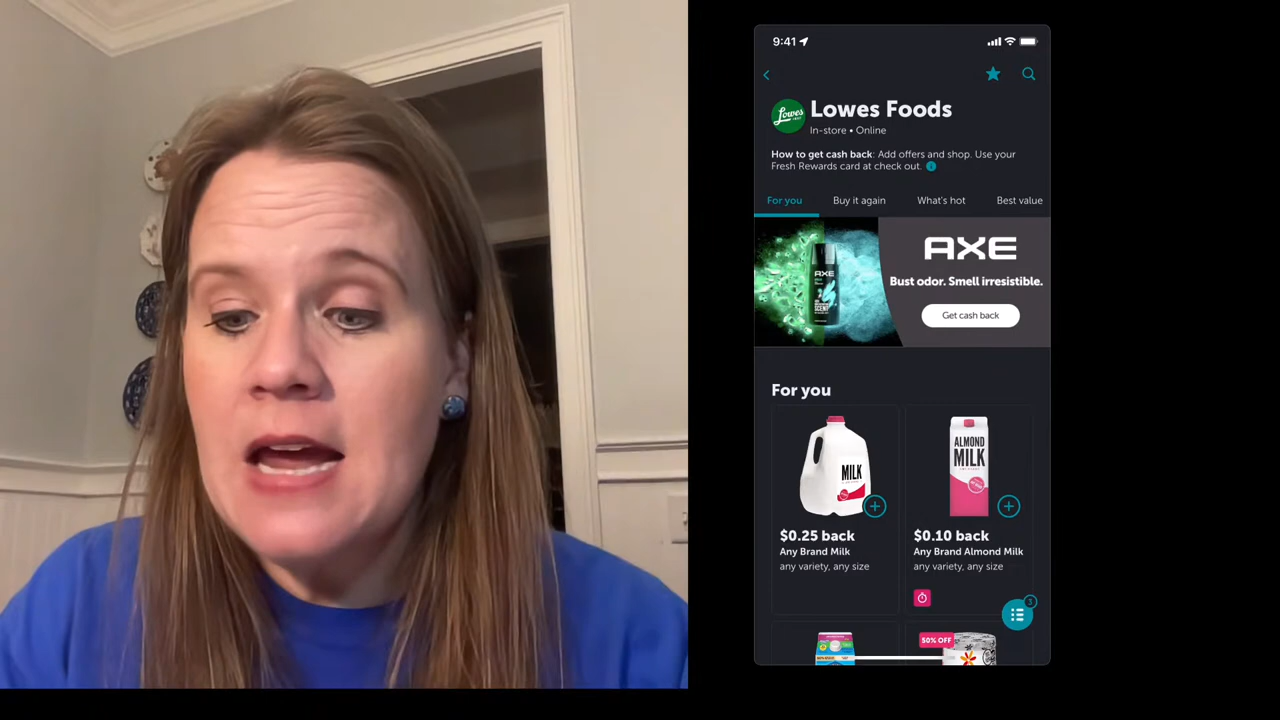 9:41
Lowes
Lowes Foods
In-store • Online
How to get cash back: Add offers and shop. Use your
Fresh Rewards card at check out.
For you
Buy it again
What's hot
Best value
AXE
AXE
Bust odor. Smell irresistible.
Get cash back
For you
MILK
ALMOND
MILK
$0.25 back
Any Brand Milk
any variety, any size
$0.10 back
Any Brand Almond Milk
any variety, any size
3
50% OFF